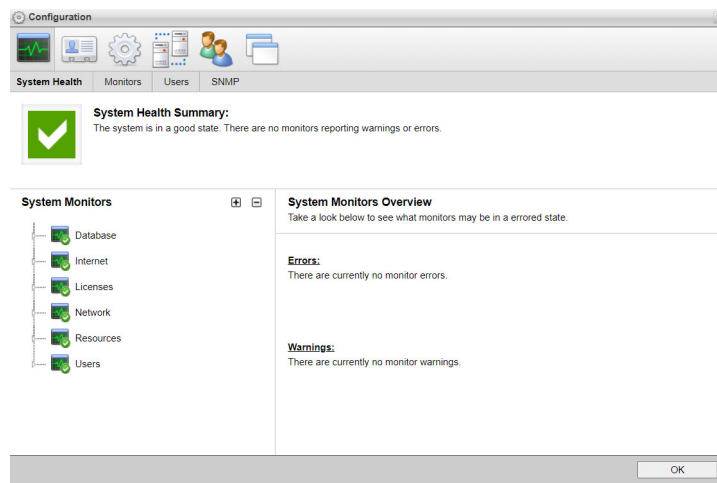 Configuration
System Health Monitors Users SNMP
System Health Summary:
The system is in a good state. There are no monitors reporting warnings or errors.
System Monitors
Database
Internet
Licenses
Network
Resources
Users
System Monitors Overview
Take a look below to see what monitors may be in a errored state.
Errors:
There are currently no monitor errors.
Warnings:
There are currently no monitor warnings.
OK